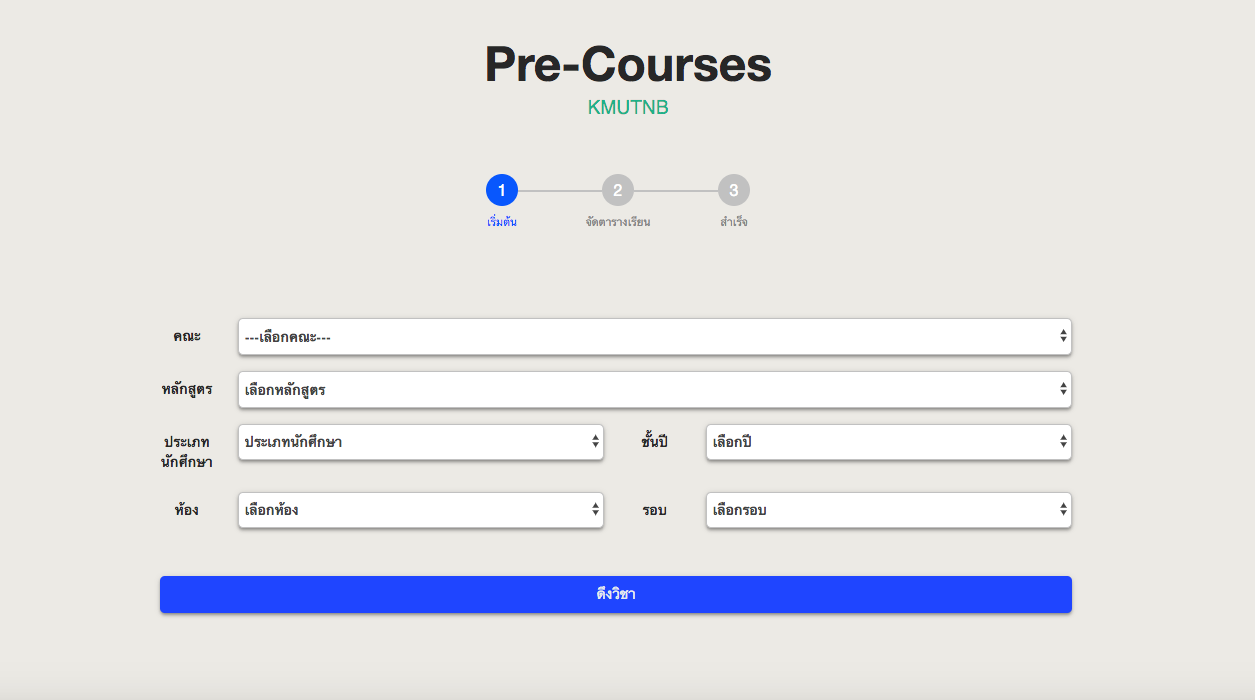 Pre-Courses
KMUTNB
1 2 3
เริ่มต้น จัดตารางเรียน สำเร็จ
คณะ ---เลือกคณะ---
หลักสูตร เลือกหลักสูตร
ประเภท ประเภทนักศึกษา ชั้นปี เลือกปี
นักศึกษา
ห้อง เลือกห้อง รอบ เลือกรอบ
ดึงวิชา